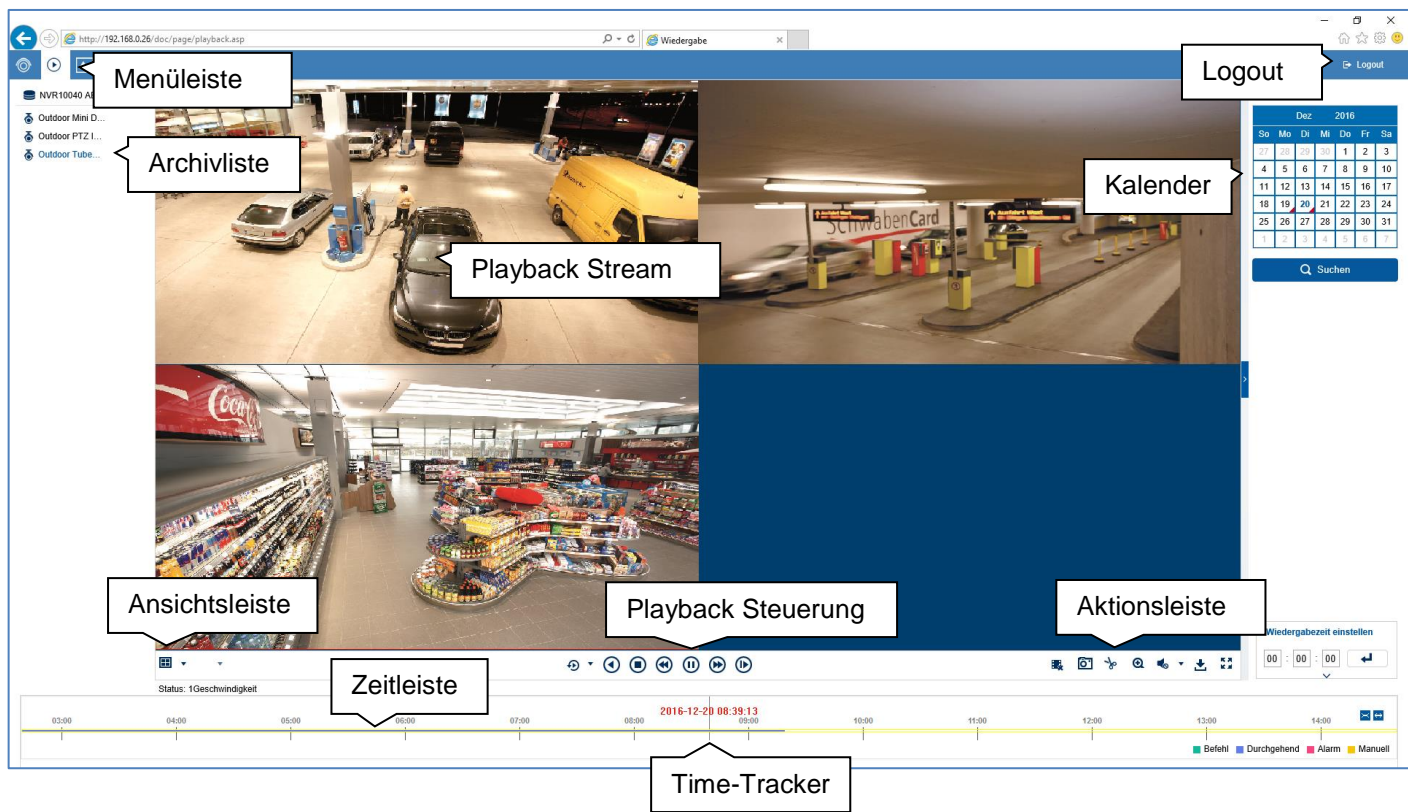 http://192.168.0.26/doc/page/playback.asp
Wiedergabe
Menüleiste
Logout
Logout
NVR10040
Outdoor Mini D...
Outdoor PTZ I...
Outdoor Tube...
Archivliste
Dez 2016
So Mo Di Mi Do Fr Sa
27 28 29 30 1 2 3
4 5 6 7 8 9 10
11 12 13 14 15 16 17
18 19 20 21 22 23 24
25 26 27 28 29 30 31
1 2 3 4 5 6 7
Kalender
Suchen
Ausfahrt West
SchwabenCard
Playback Stream
Coca-Cola
Ansichtsleiste
Playback Steuerung
Aktionsleiste
Wiedergabezeit einstellen
00 : 00 : 00
Status: 1Geschwindigkeit
Zeitleiste
2016-12-20 08:39:13
03:00 04:00 05:00 06:00 07:00 08:00 09:00 10:00 11:00 12:00 13:00 14:00
Befehl Durchgehend Alarm Manuell
Time-Tracker